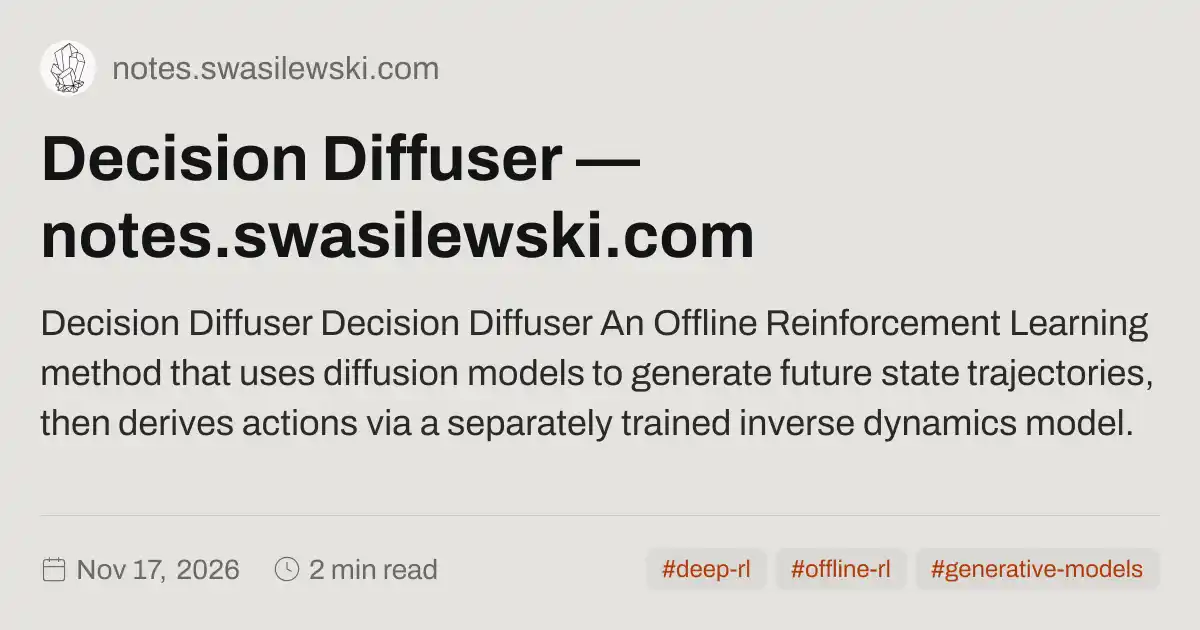 notes.swasilewski.com
Decision Diffuser —
notes.swasilewski.com
Decision Diffuser Decision Diffuser An Offline Reinforcement Learning
method that uses diffusion models to generate future state trajectories,
then derives actions via a separately trained inverse dynamics model.
Nov 17, 2026 2 min read #deep-rl #offline-rl #generative-models